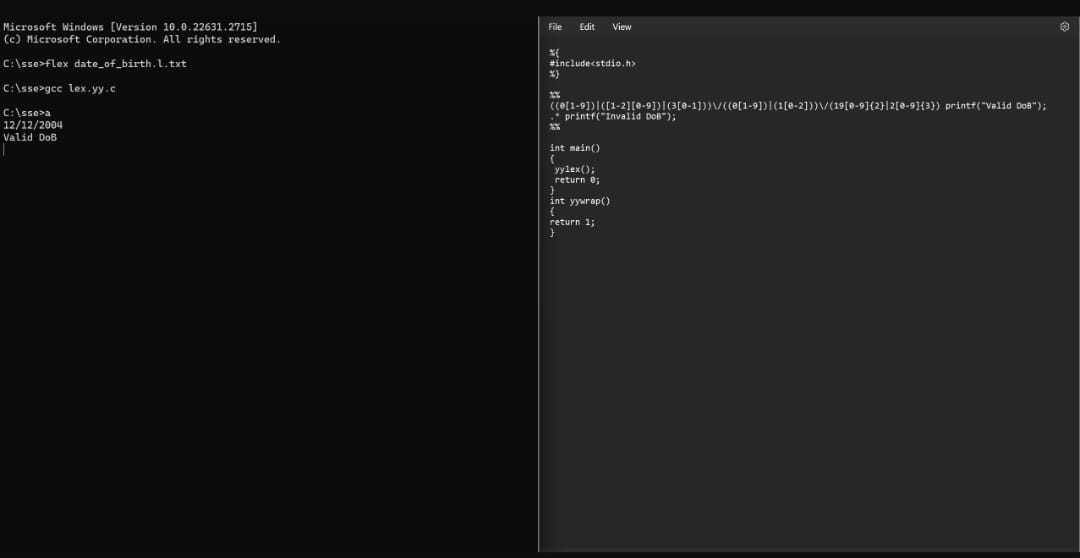 Microsoft Windows [Version 10.0.22631.2715]
(c) Microsoft Corporation. All rights reserved.
C:\sse>flex date_of_birth.l.txt
C:\sse>gcc lex.yy.c
C:\sse>a
12/12/2004
Valid DoB
File Edit View
%{
#include<stdio.h>
%}
%%
((0[1-9])|([1-2][0-9])|(3[0-1]))\/((0[1-9])|(1[0-2]))\/(19[0-9]{2}|2[0-9]{3}) printf("Valid DoB");
.* printf("Invalid DoB");
%%
int main()
{
yylex();
return 0;
}
int yywrap()
{
return 1;
}